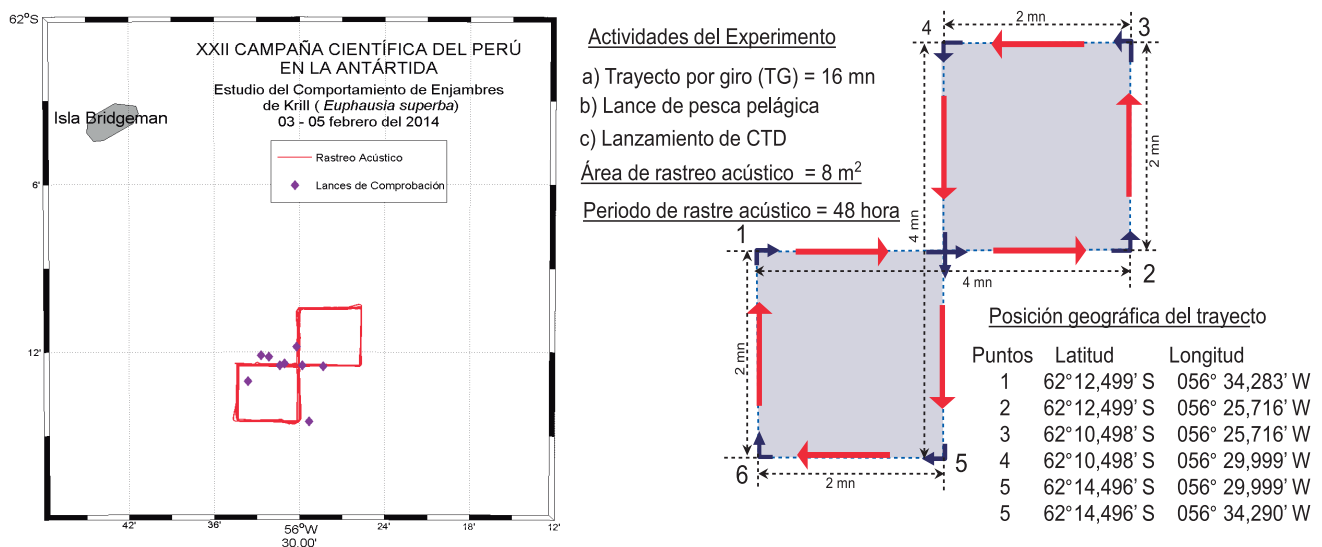 62°S
XXII CAMPAÑA CIENTÍFICA DEL PERÚ
EN LA ANTÁRTIDA
Estudio del Comportamiento de Enjambres
de Krill ( Euphausia superba)
03 - 05 febrero del 2014
Isla Bridgeman
Rastreo Acústico
Lances de Comprobación
6'
12'
42'
36'
56°W
30.00'
24'
18'
12'
Actividades del Experimento
a) Trayecto por giro (TG) = 16 mn
b) Lance de pesca pelágica
c) Lanzamiento de CTD
Área de rastreo acústico = 8 m²
Periodo de rastre acústico = 48 hora
4
2 mn
3
2 mn
4 mn
1
2
4 mn
2 mn
6
2 mn
5
Posición geográfica del trayecto
Puntos Latitud Longitud
1 62°12,499' S 056° 34,283' W
2 62°12,499' S 056° 25,716' W
3 62°10,498' S 056° 25,716' W
4 62°10,498' S 056° 29,999' W
5 62°14,496' S 056° 29,999' W
5 62°14,496' S 056° 34,290' W